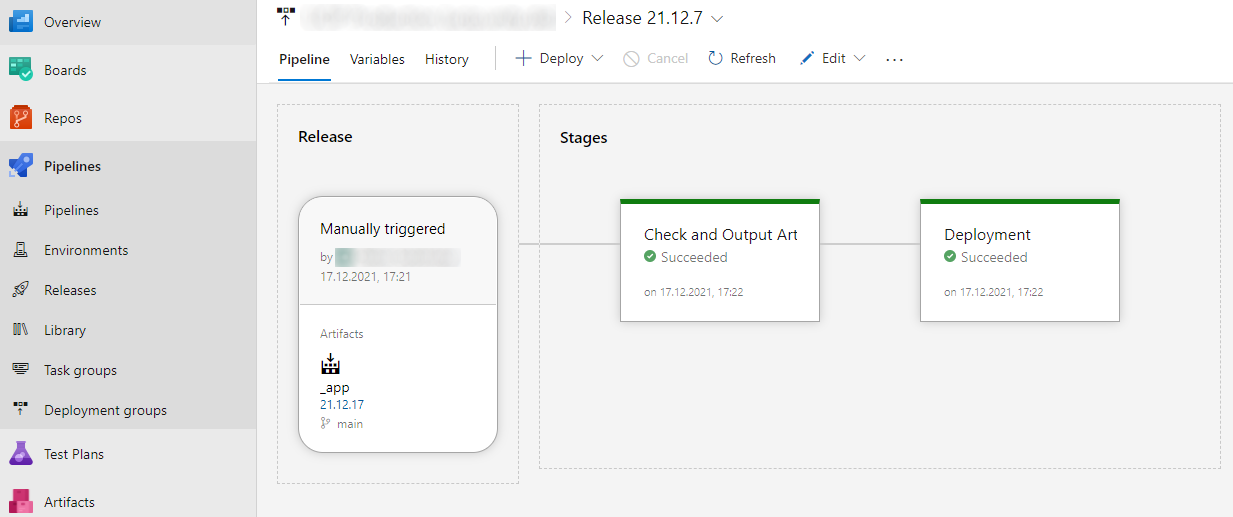 Overview
Boards
Repos
Pipelines
Pipelines
Environments
Releases
Library
Task groups
Deployment groups
Test Plans
Artifacts
Release 21.12.7
Pipeline Variables History Deploy Cancel Refresh Edit ...
Release
Manually triggered
by
17.12.2021, 17:21
Artifacts
_app
21.12.17
main
Stages
Check and Output Art
Succeeded
on 17.12.2021, 17:22
Deployment
Succeeded
on 17.12.2021, 17:22